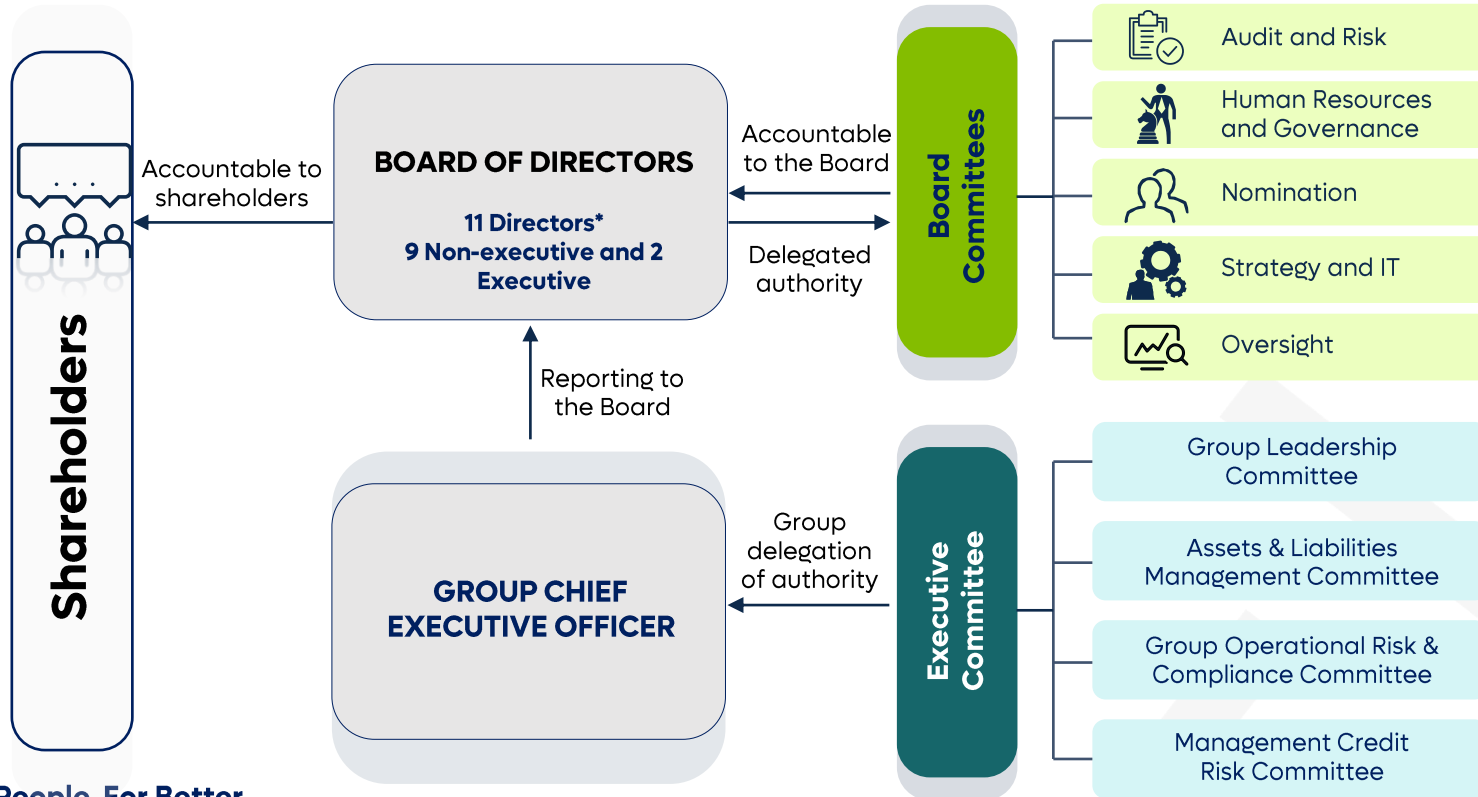 Shareholders
Accountable to
shareholders
BOARD OF DIRECTORS
11 Directors*
9 Non-executive and 2
Executive
Accountable
to the Board
Delegated
authority
Board
Committees
Audit and Risk
Human Resources
and Governance
Nomination
Strategy and IT
Oversight
Reporting to
the Board
GROUP CHIEF
EXECUTIVE OFFICER
Group
delegation
of authority
Executive
Committee
Group Leadership
Committee
Assets & Liabilities
Management Committee
Group Operational Risk &
Compliance Committee
Management Credit
Risk Committee
People. For Better